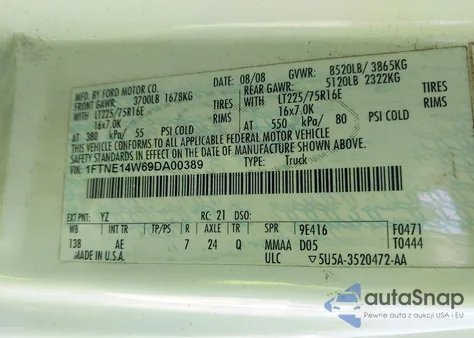 MFD. BY FORD MOTOR CO.
08/08 GVWR: 8520LB/ 3865KG
FRONT GAWR: 3700LB 1678KG
REAR GAWR: 5120LB 2322KG
LT225/75R16E TIRES
LT225/75R16E TIRES
16x7.0K RIMS
16x7.0K RIMS
AT 380 kPa/ 55 PSI COLD
AT 550 kPa/ 80 PSI COLD
THIS VEHICLE CONFORMS TO ALL APPLICABLE FEDERAL MOTOR VEHICLE
SAFETY STANDARDS IN EFFECT ON THE DATE OF MANUFACTURE SHOWN ABOVE.
VIN: 1FTNE14W69DA00389
TYPE: Truck
EXT PNT: YZ RC: 21 DSO:
WB INT TR TP/PS R AXLE TR SPR 9E416 F0471
138 AE 7 24 Q MMAA D05 T0444
MADE IN U.S.A. ULC ▽5U5A-3520472-AA
autoSnap
Pewne auta z USA i EU